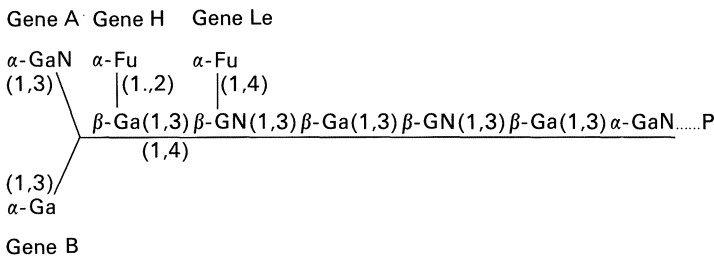 Gene A Gene H Gene Le
α-GaN α-Fu α-Fu
(1,3) (1.,2) (1,4)
β-Ga(1,3) β-GN(1,3) β-Ga(1,3) β-GN(1,3) β-Ga(1,3) α-GaN......P
(1,4)
(1,3)
α-Ga
Gene B